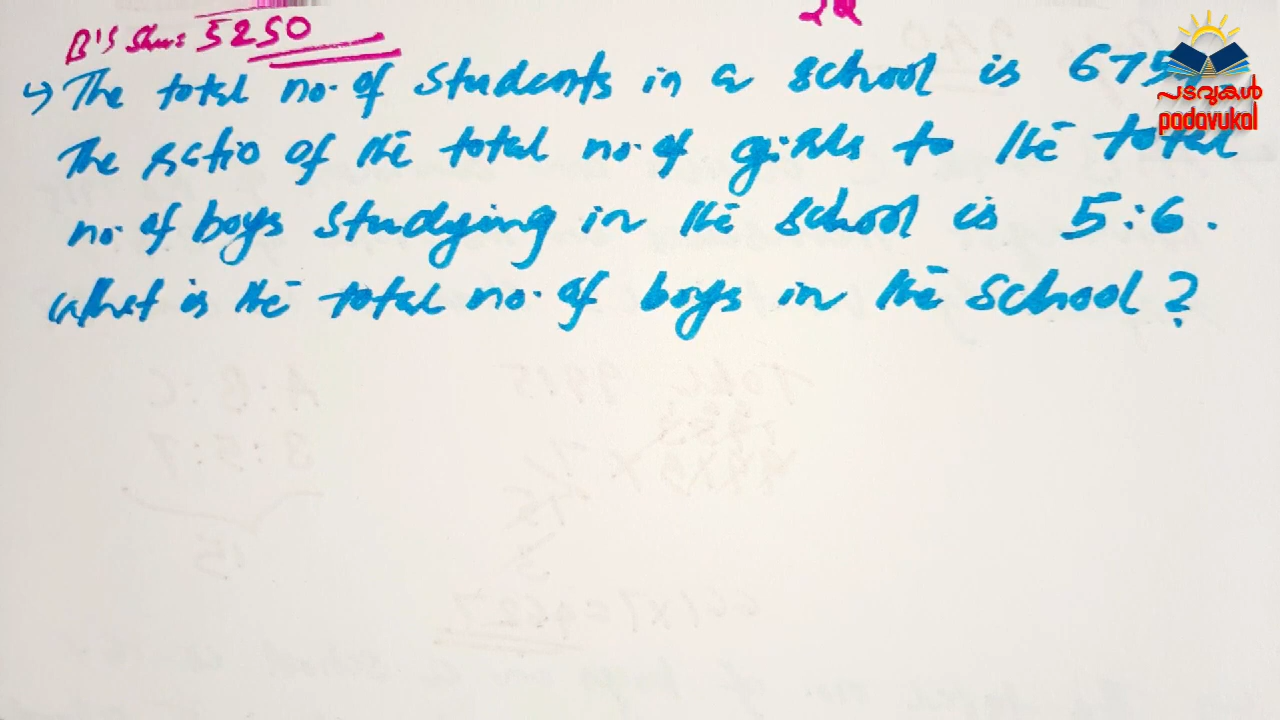 B's Share 5250
→ The total no. of students in a school is 675
പടവുകൾ
padavukal
The ratio of the total no. of girls to the total
no. of boys studying in the school is 5:6.
What is the total no. of boys in the school?